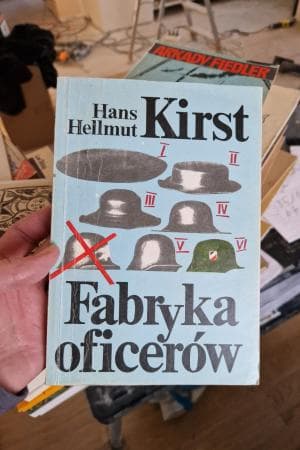 ARKADY FIEDLER
Hans
Hellmut Kirst
I
II
III
IV
V
VI
Fabryka
oficerów